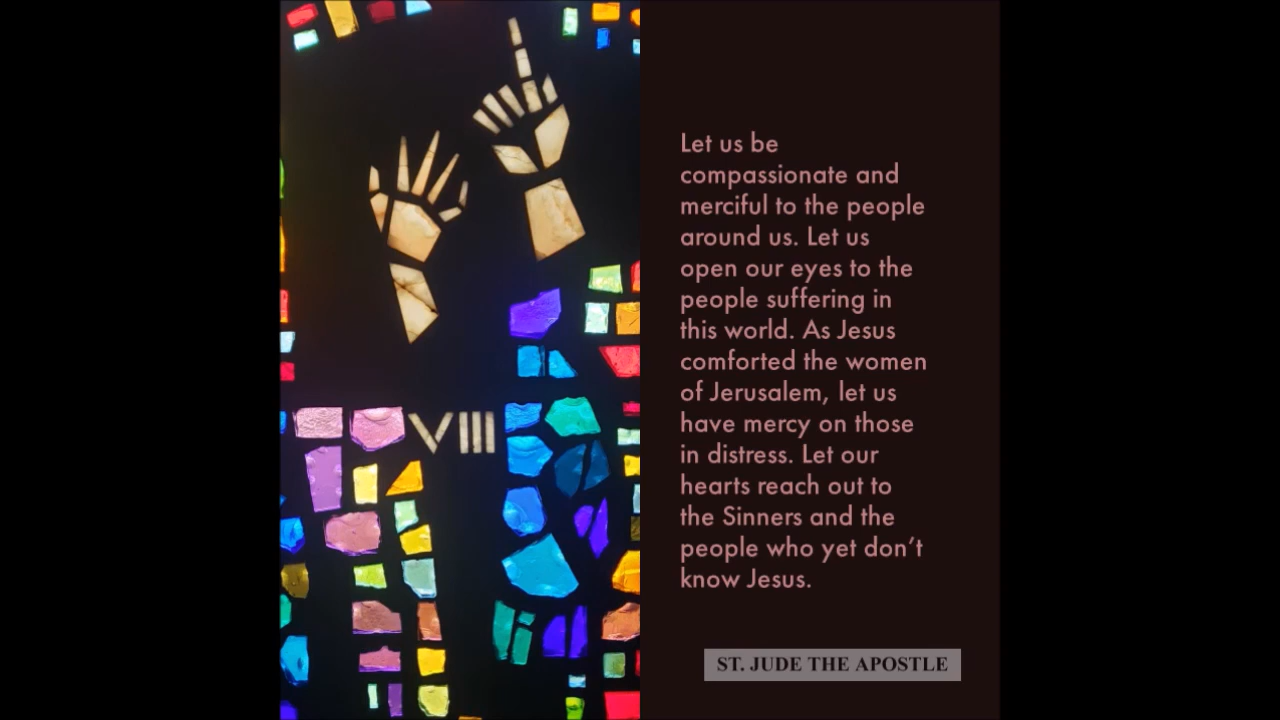 VIII
Let us be
compassionate and
merciful to the people
around us. Let us
open our eyes to the
people suffering in
this world. As Jesus
comforted the women
of Jerusalem, let us
have mercy on those
in distress. Let our
hearts reach out to
the Sinners and the
people who yet don’t
know Jesus.
ST. JUDE THE APOSTLE